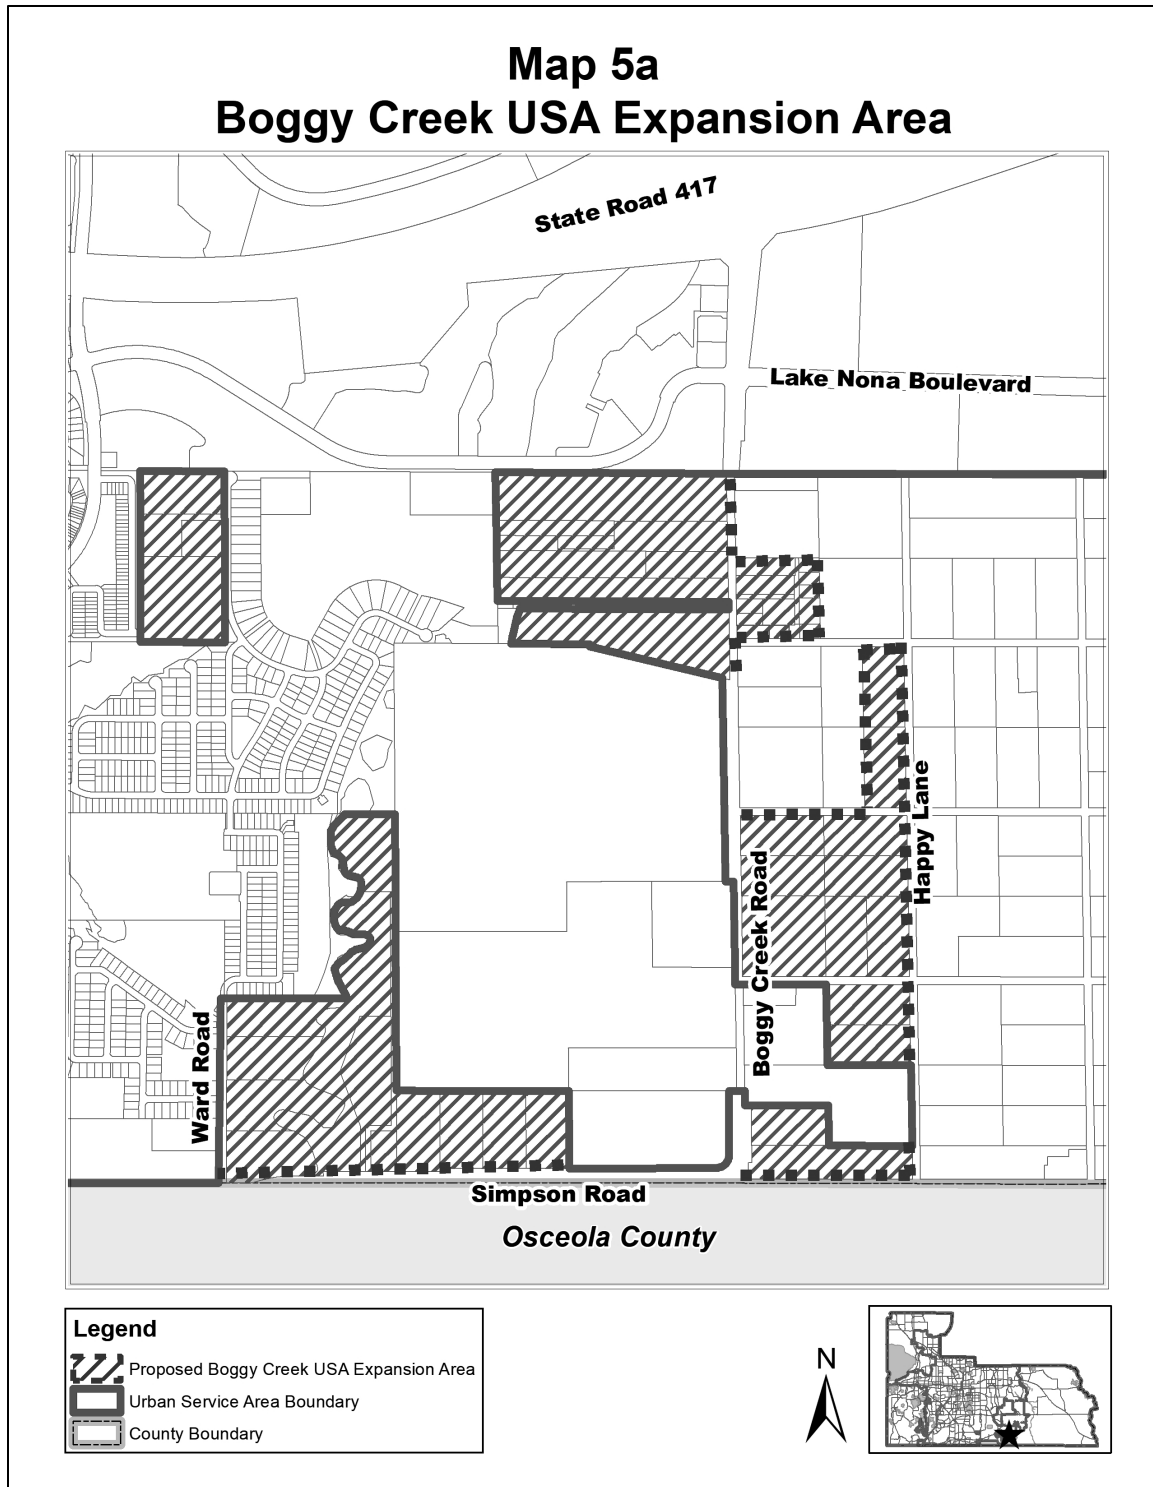 Map 5a
Boggy Creek USA Expansion Area
State Road 417
Lake Nona Boulevard
Happy Lane
Boggy Creek Road
Ward Road
Simpson Road
Osceola County
Legend
Proposed Boggy Creek USA Expansion Area
Urban Service Area Boundary
County Boundary
N